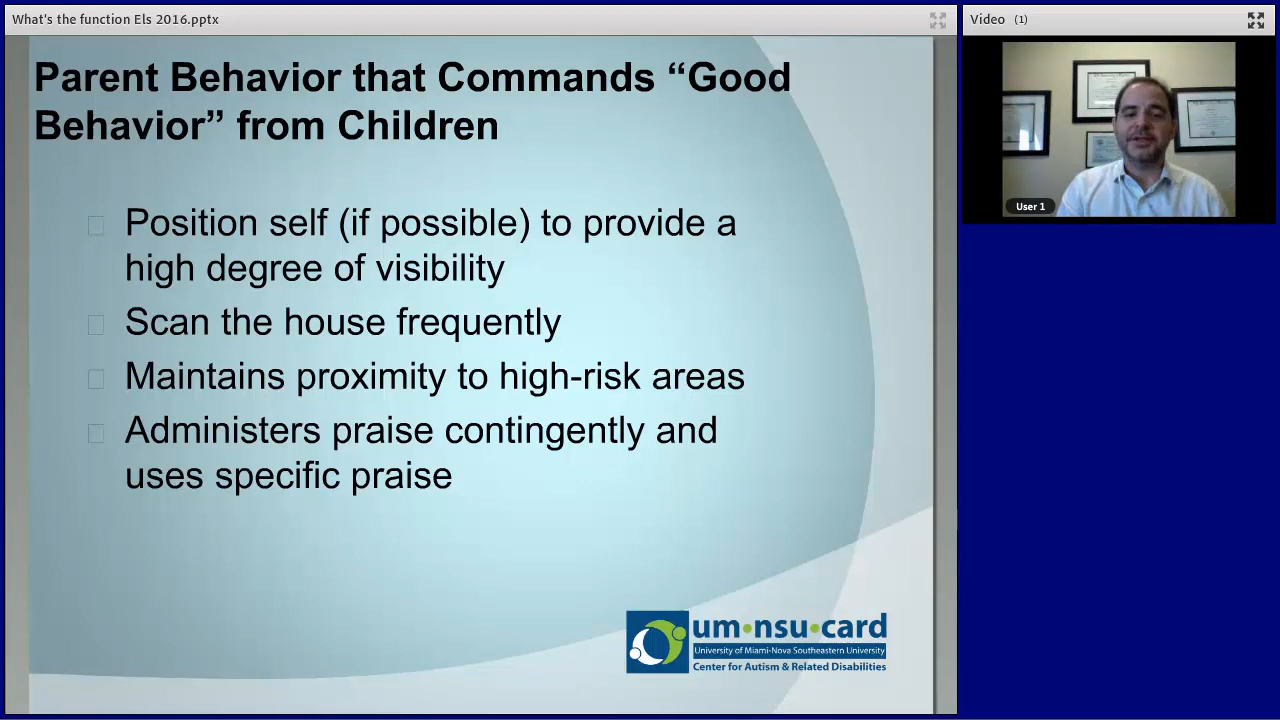 What's the function Els 2016.pptx
Video (1)
Parent Behavior that Commands “Good
Behavior” from Children
Position self (if possible) to provide a
high degree of visibility
Scan the house frequently
Maintains proximity to high-risk areas
Administers praise contingently and
uses specific praise
User 1
um•nsu•card
University of Miami-Nova Southeastern University
Center for Autism & Related Disabilities